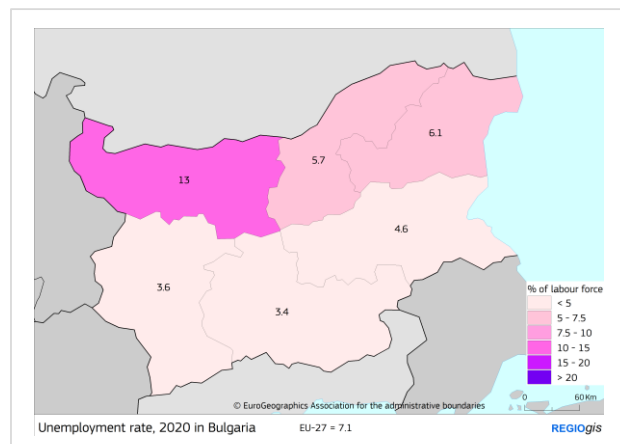 6.1
5.7
13
4.6
3.6
3.4
% of labour force
< 5
5 - 7.5
7.5 - 10
10 - 15
15 - 20
> 20
0 60 Km
© EuroGeographics Association for the administrative boundaries
Unemployment rate, 2020 in Bulgaria EU-27 = 7.1 REGIOgis